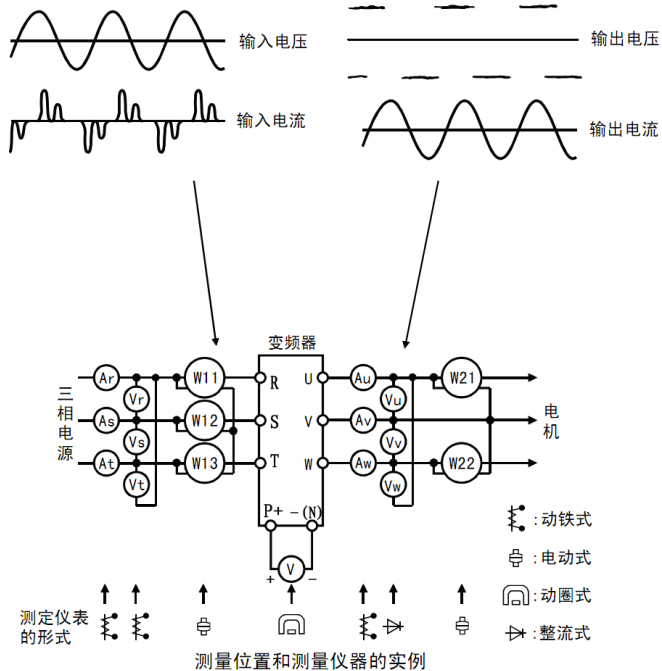 输入电压
输出电压
输入电流
输出电流
变频器
三相电源
Ar
W11
R
U
Au
W21
Vr
Vu
As
W12
S
V
Av
电机
Vs
Vv
At
W13
T
W
Aw
W22
Vt
Vw
P+ －(N)
+ V －
:动铁式
:电动式
:动圈式
:整流式
测定仪表
的形式
测量位置和测量仪器的实例